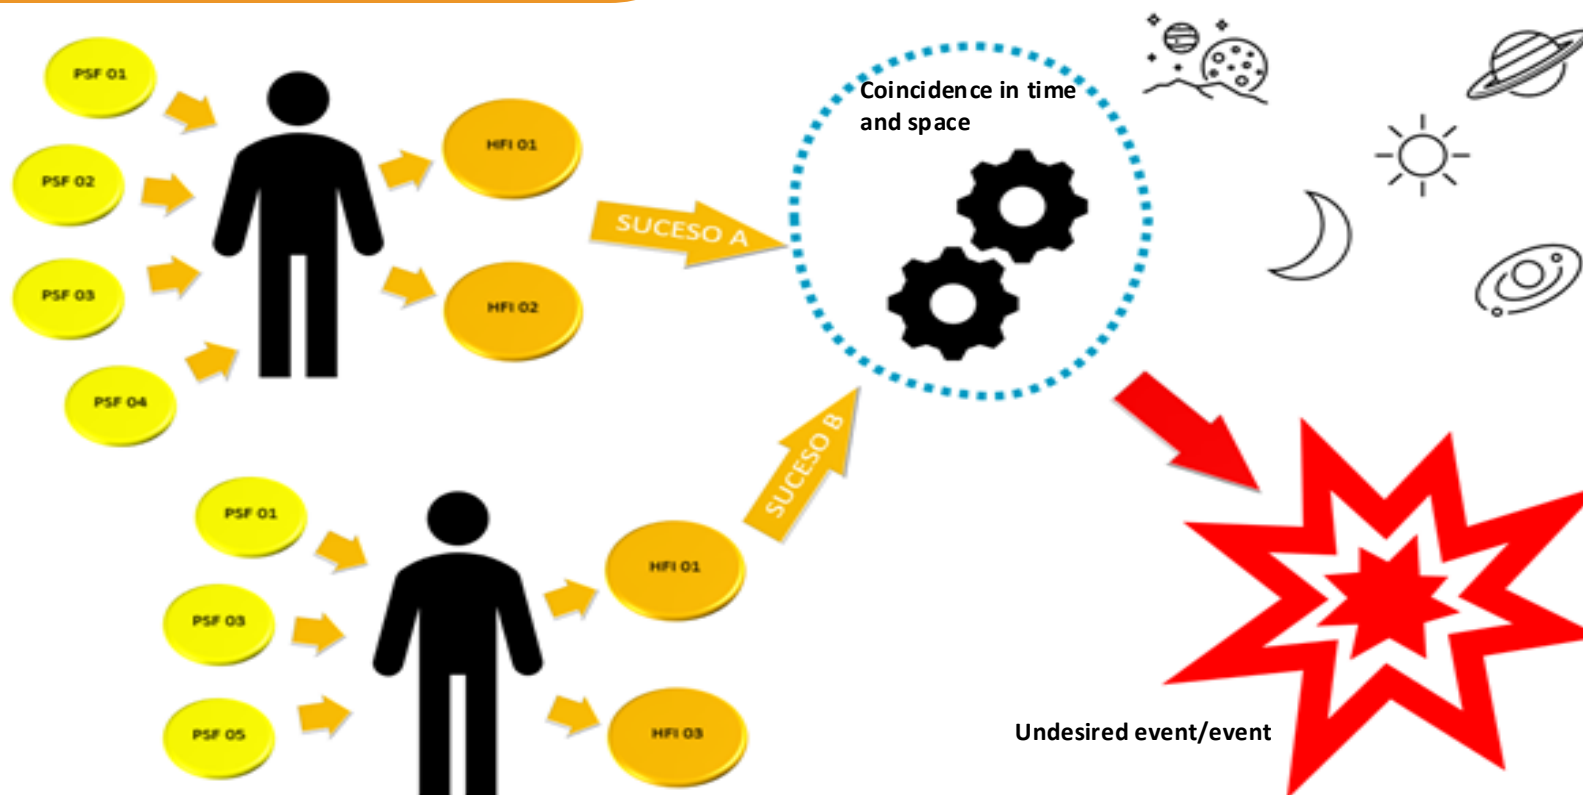 PSF 01
PSF 02
PSF 03
PSF 04
HFI 01
HFI 02
SUCESO A
Coincidence in time
and space
PSF 01
PSF 03
PSF 05
HFI 01
HFI 03
SUCESO B
Undesired event/event